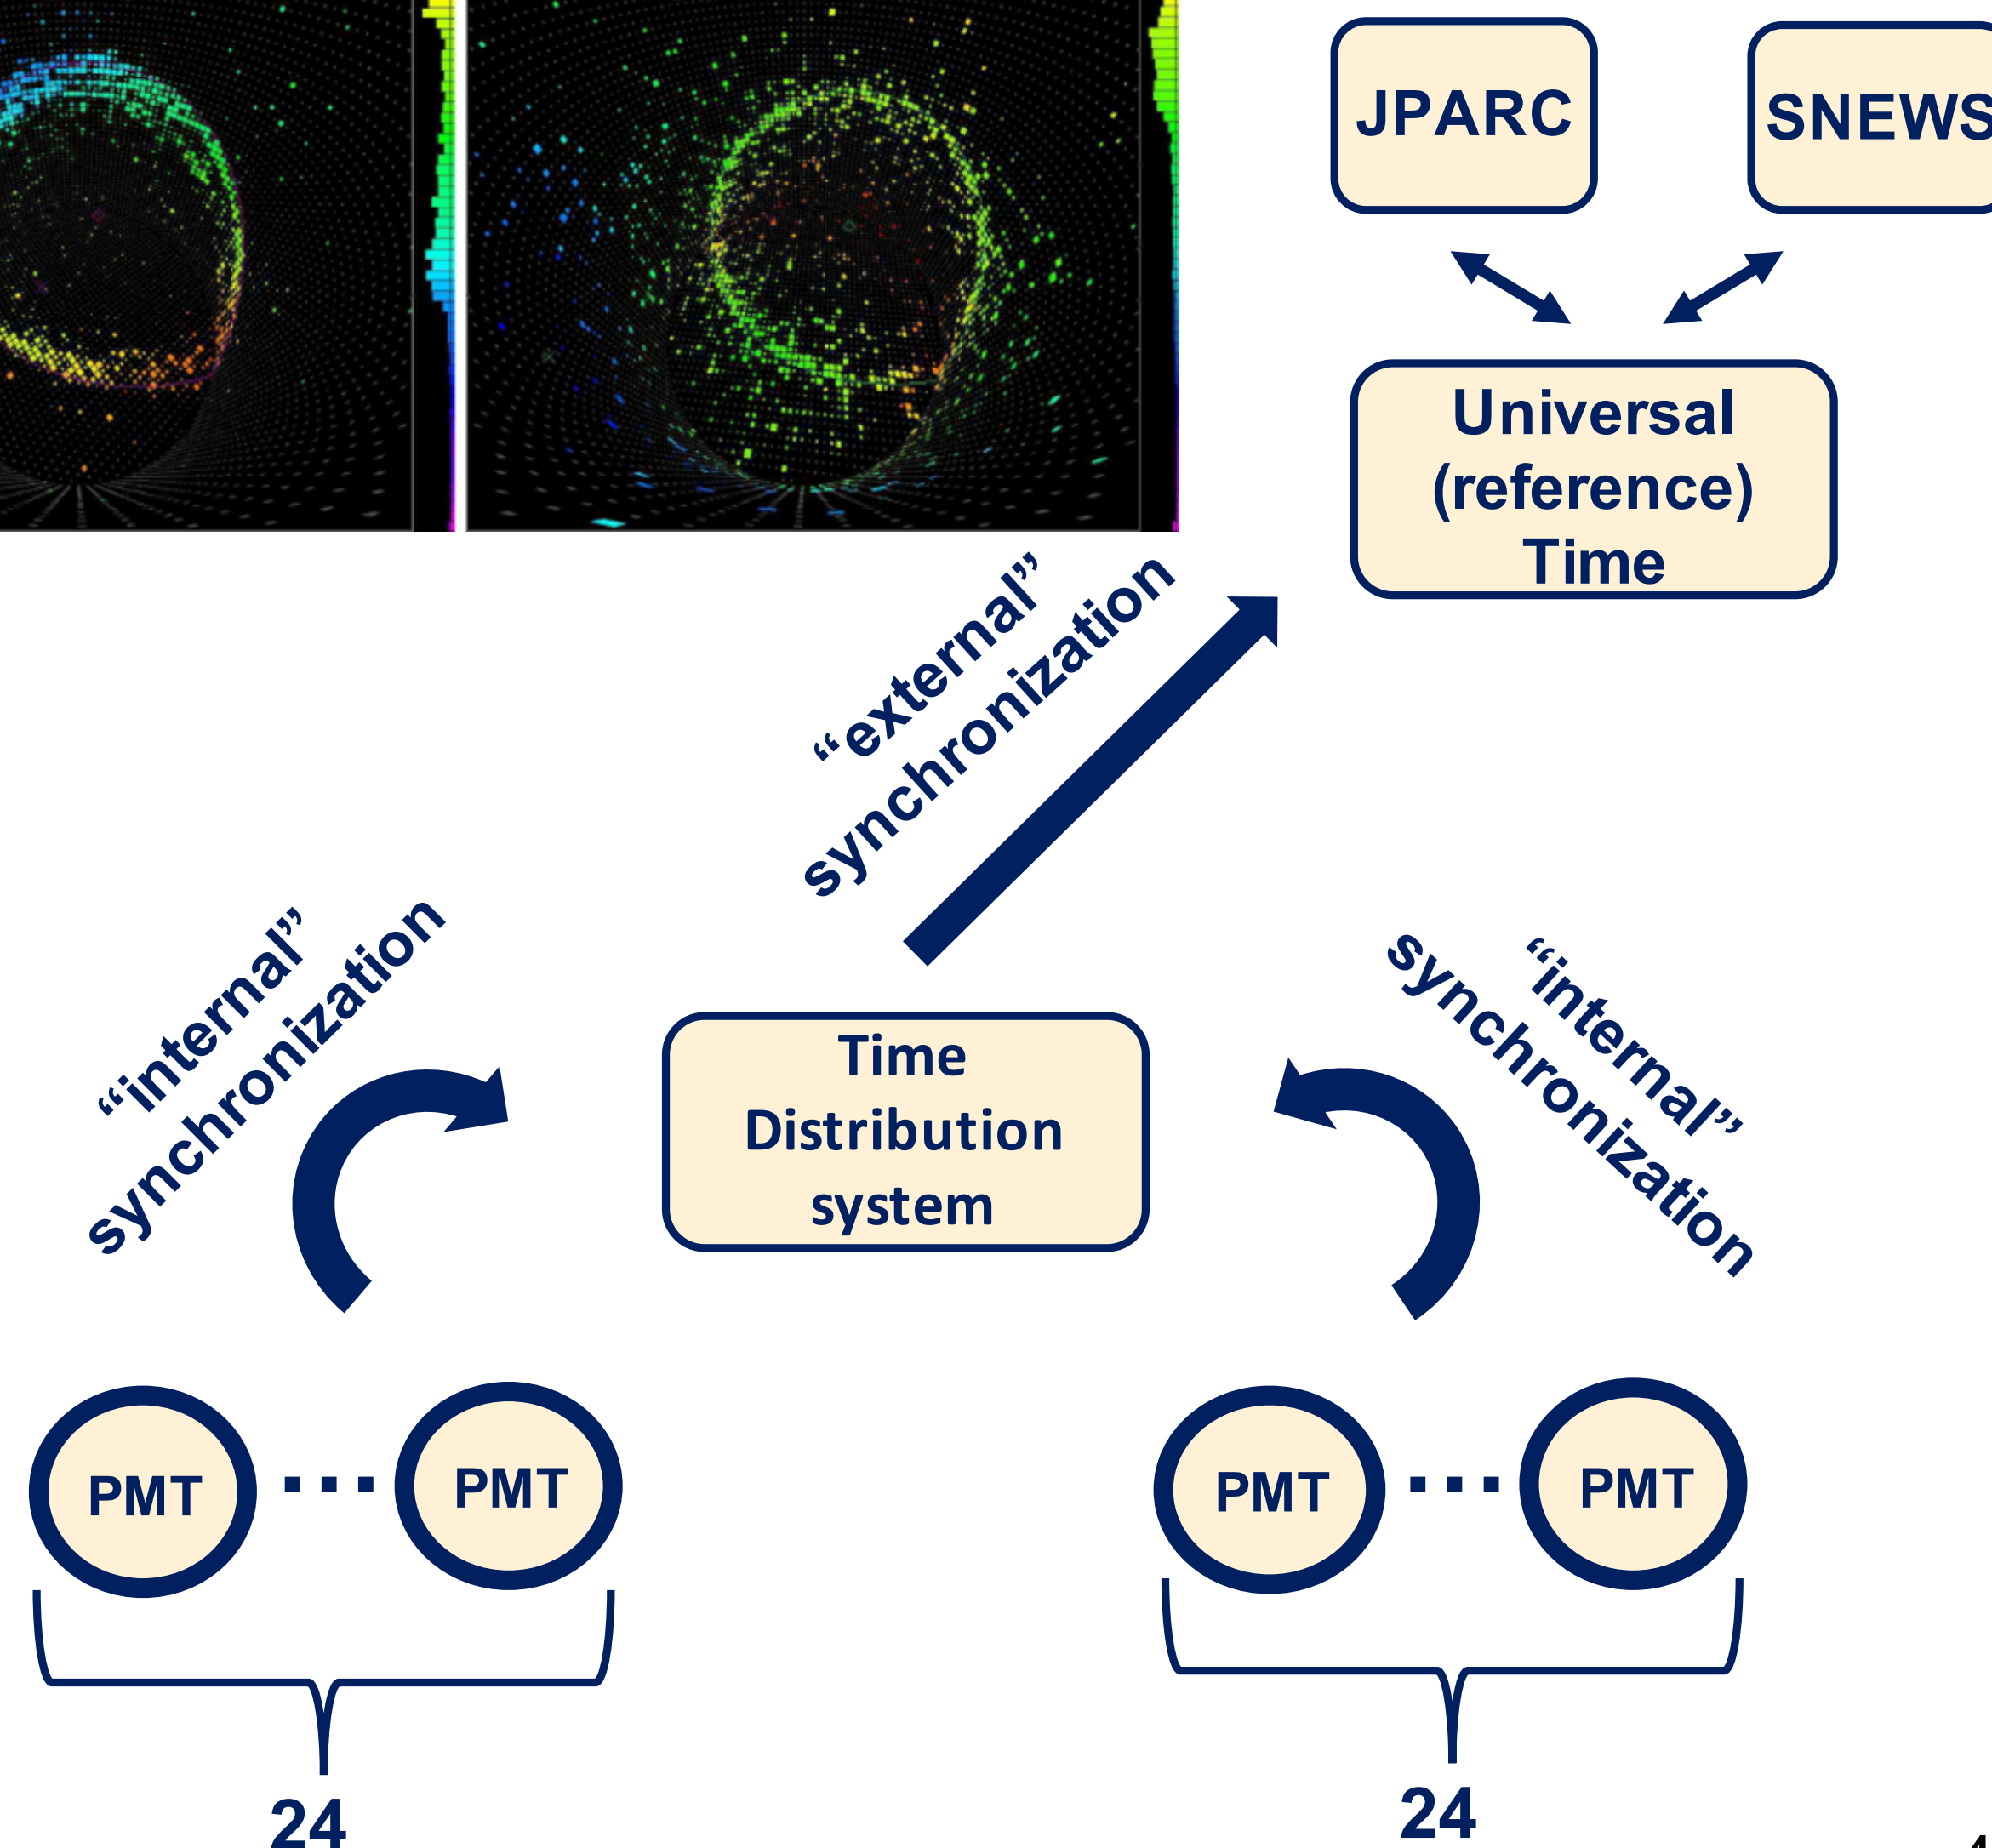 JPARC
SNEWS
Universal
(reference)
Time
“external”
synchronization
“internal”
synchronization
Time
Distribution
system
“internal”
synchronization
PMT
...
PMT
PMT
...
PMT
24
24